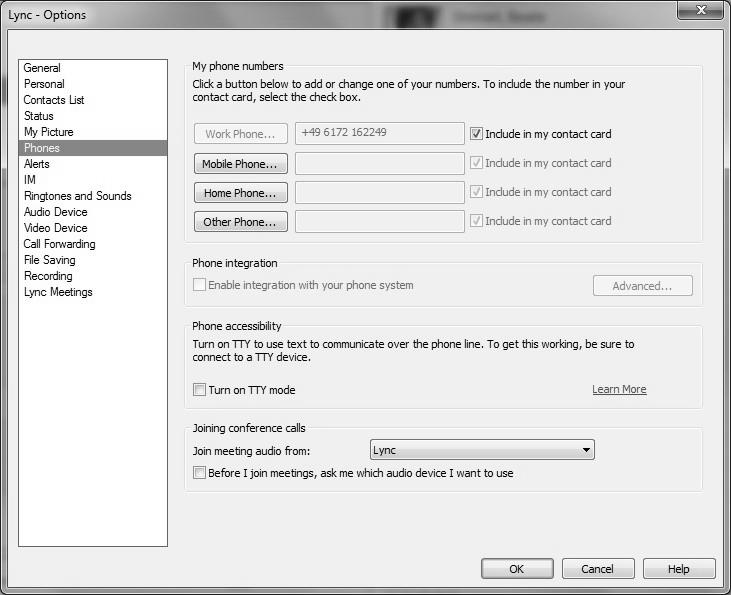 Lync - Options
General
Personal
Contacts List
Status
My Picture
Phones
Alerts
IM
Ringtones and Sounds
Audio Device
Video Device
Call Forwarding
File Saving
Recording
Lync Meetings
My phone numbers
Click a button below to add or change one of your numbers. To include the number in your
contact card, select the check box.
Work Phone... +49 6172 162249 Include in my contact card
Mobile Phone... Include in my contact card
Home Phone... Include in my contact card
Other Phone... Include in my contact card
Phone integration
Enable integration with your phone system Advanced...
Phone accessibility
Turn on TTY to use text to communicate over the phone line. To get this working, be sure to
connect to a TTY device.
Turn on TTY mode Learn More
Joining conference calls
Join meeting audio from: Lync
Before I join meetings, ask me which audio device I want to use
OK Cancel Help